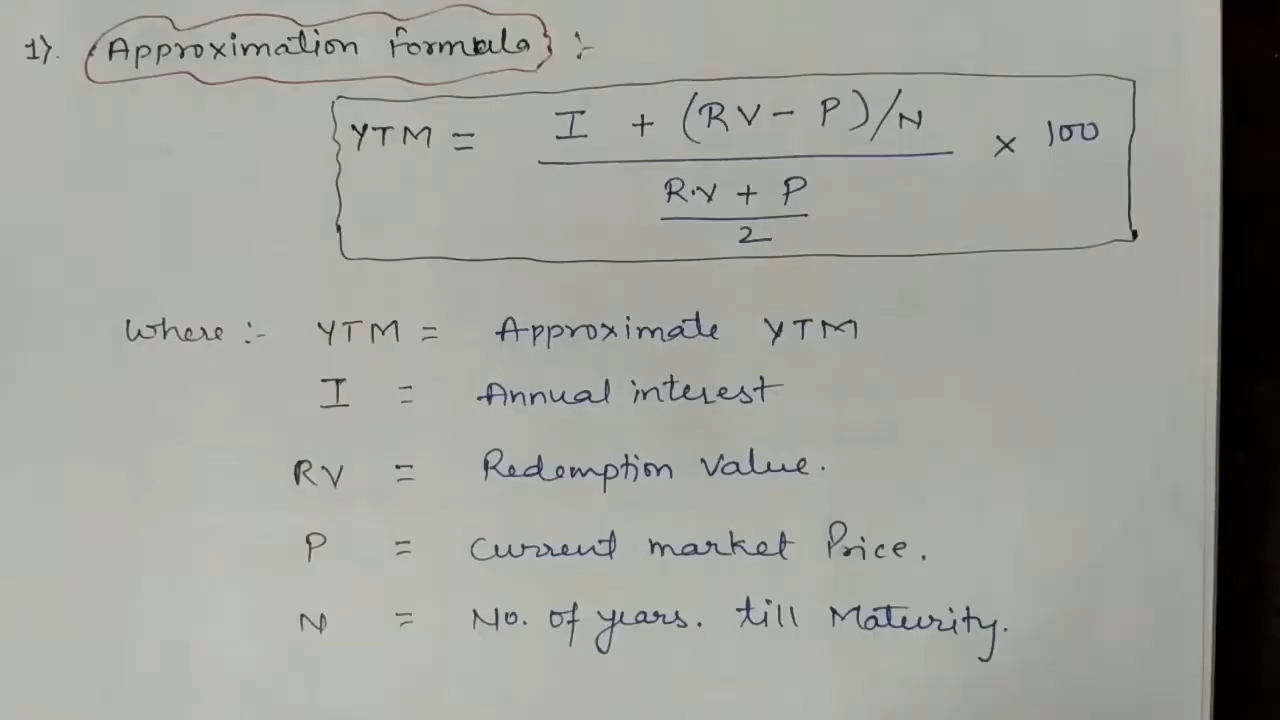 1). Approximation Formula :-
YTM = I + (RV - P)/N × 100
R.V + P
2
Where :- YTM = Approximate YTM
I = Annual interest
RV = Redemption Value.
P = Current market Price.
N = No. of years. till Maturity.